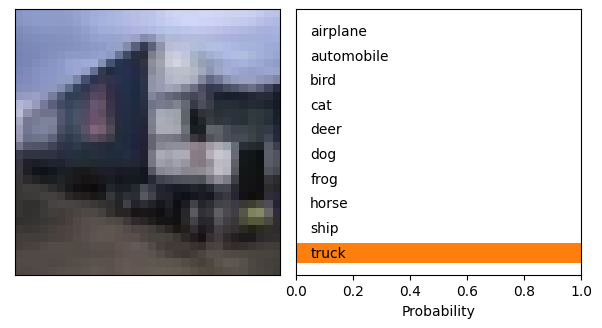 airplane
automobile
bird
cat
deer
dog
frog
horse
ship
truck
0.0 0.2 0.4 0.6 0.8 1.0
Probability